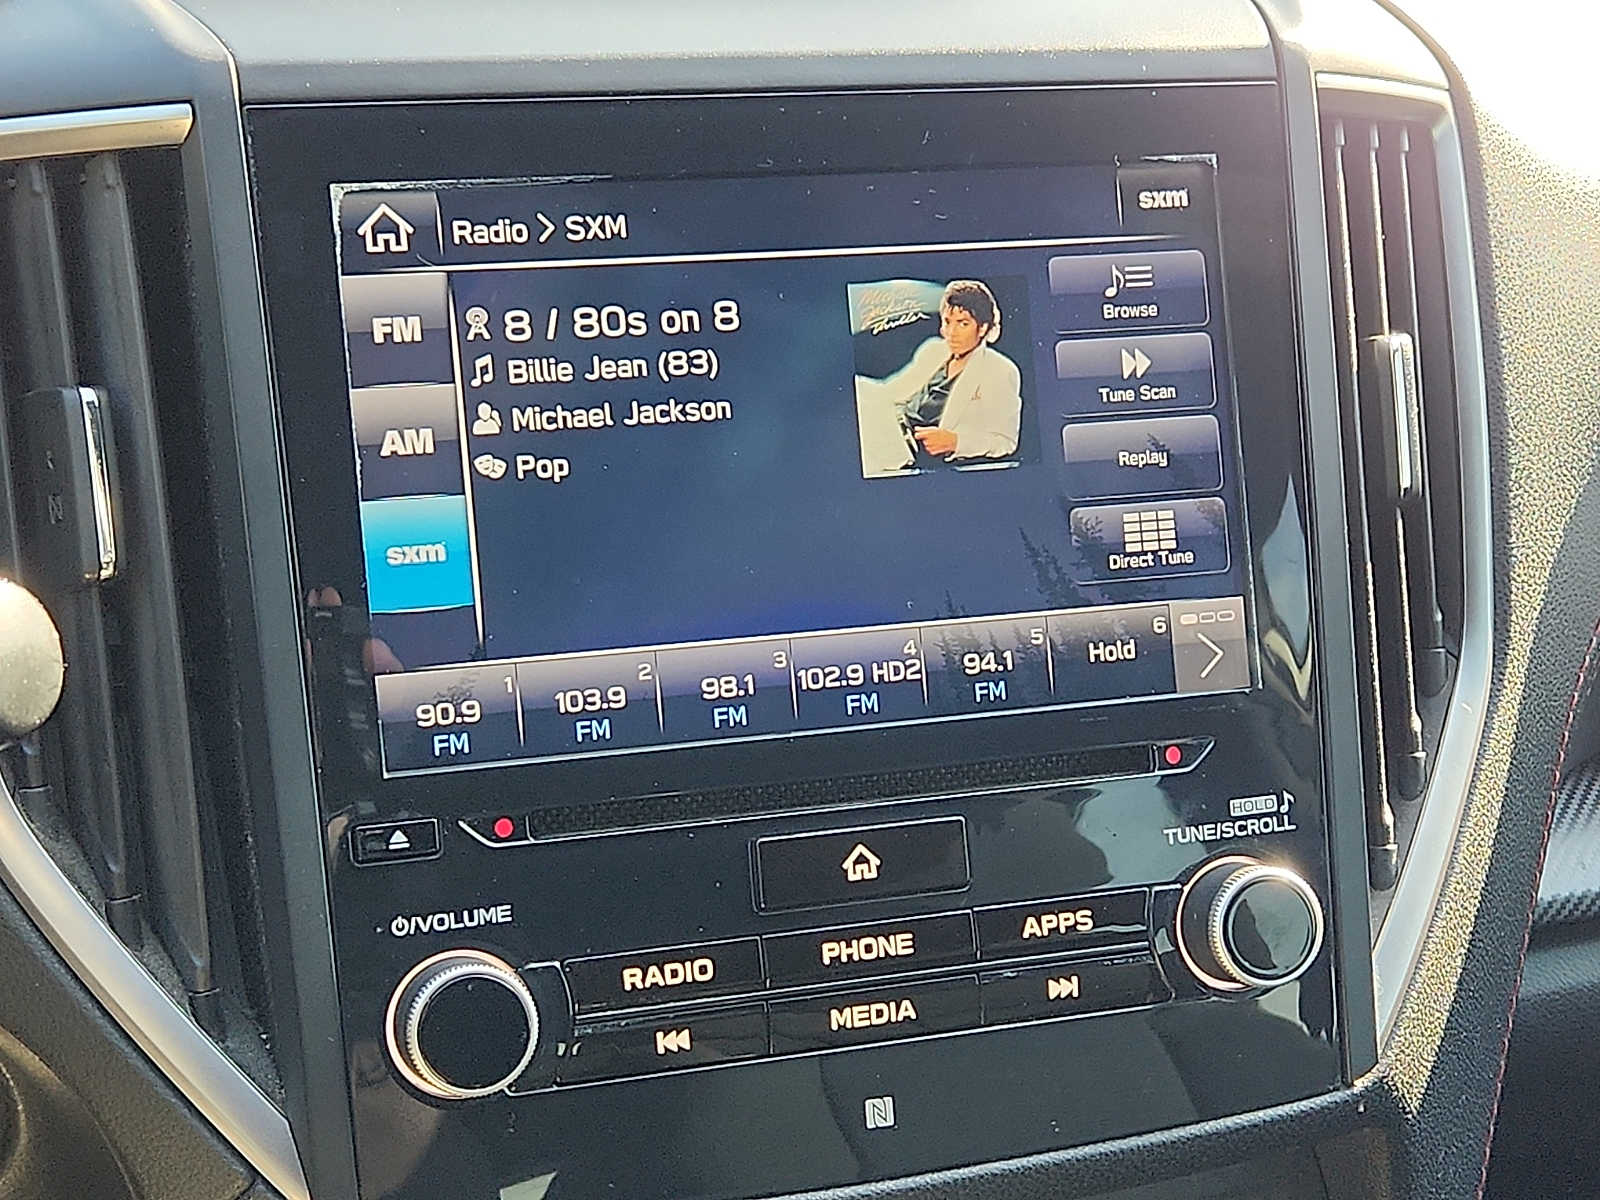 Radio > SXM
sxm
FM
AM
sxm
8 / 80s on 8
Billie Jean (83)
Michael Jackson
Pop
Thriller
Browse
Tune Scan
Replay
Direct Tune
1
90.9
FM
2
103.9
FM
3
98.1
FM
4
102.9 HD2
FM
5
94.1
FM
6
Hold
HOLD
TUNE/SCROLL
/VOLUME
RADIO
PHONE
APPS
MEDIA
N